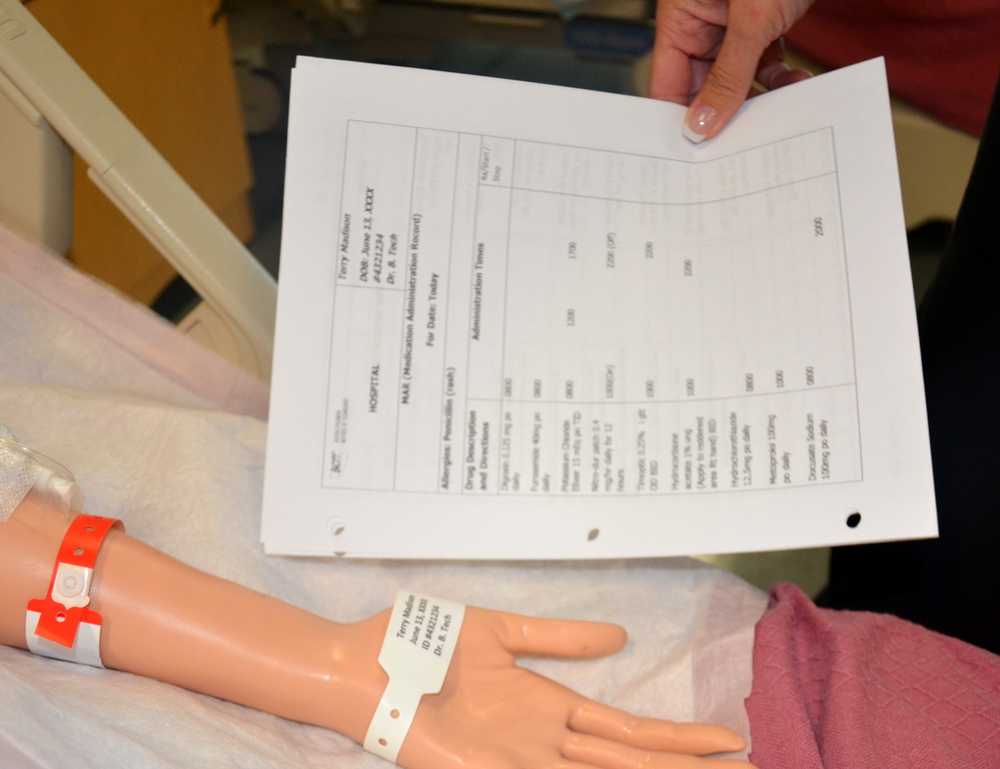 BCIT
HOSPITAL
Terry Madison
DOB: June 13, XXXX
#4321234
Dr. B. Tech
MAR (Medication Administration Record)
For Date: Today
Allergies: Penicillin (rash)
Drug Description
and Directions
Administration Times
Rx/Start /
Stop
Digoxin 0.125 mg po
daily
0800
Furosemide 40mg po
daily
0800
Potassium Chloride
Elixer 15 mEq po TID
0800 1200 1700
Nitro-dur patch 0.4
mg/hr daily for 12
hours
1000(On) 2200 (Off)
Timoptic 0.25% i gtt
OD BID
1000 2200
Hydrocortisone
acetate 1% ung
(Apply to reddened
area Rt hand) BID
1000 2200
Hydrochlorothiazide
12.5mg po daily
0800
Metoprolol 100mg
po daily
1000
Docusate Sodium
100mg po daily
0800 2000
Terry Madison
June 13, XXXX
ID #4321234
Dr. B. Tech